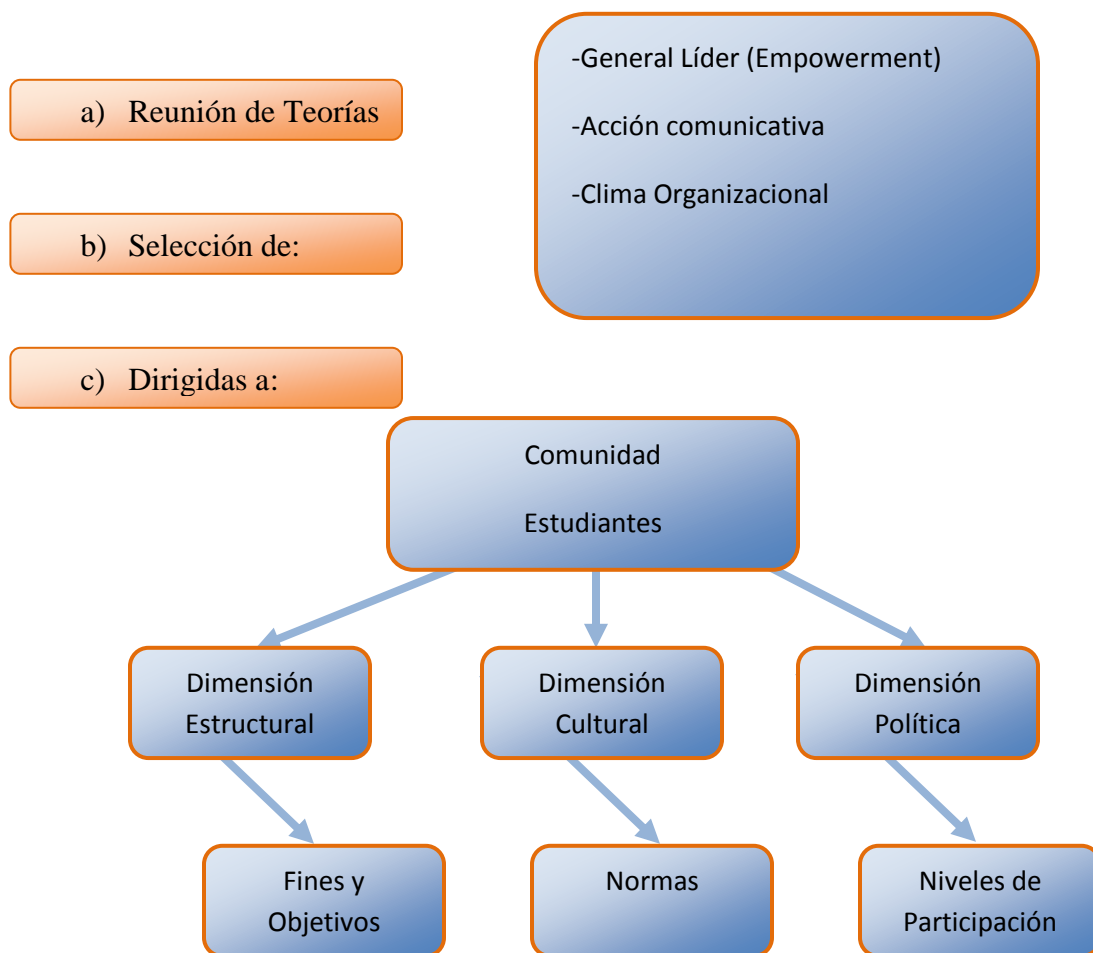 -General Líder (Empowerment)
a) Reunión de Teorías
-Acción comunicativa
-Clima Organizacional
b) Selección de:
c) Dirigidas a:
Comunidad
Estudiantes
Dimensión
Estructural
Dimensión
Cultural
Dimensión
Política
Fines y
Objetivos
Normas
Niveles de
Participación